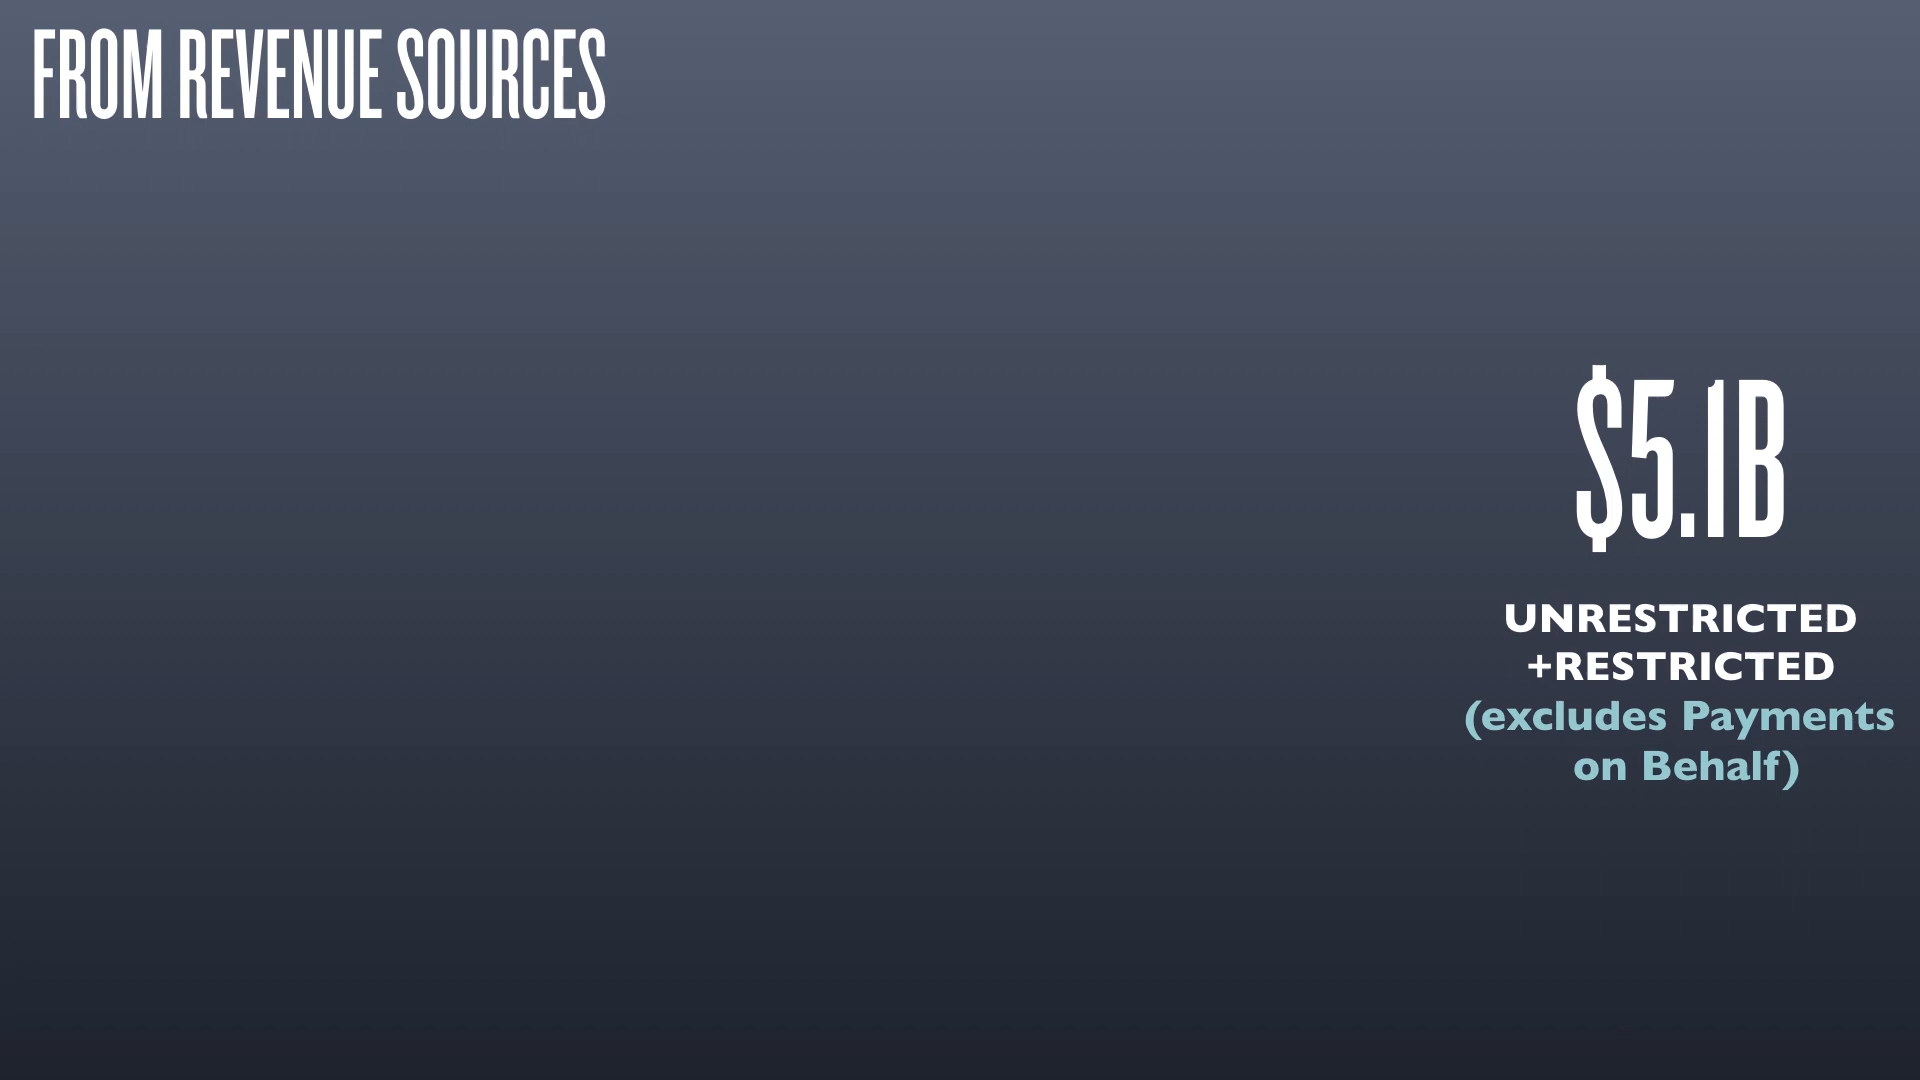 FROM REVENUE SOURCES
$5.1B
UNRESTRICTED
+RESTRICTED
(excludes Payments
on Behalf)